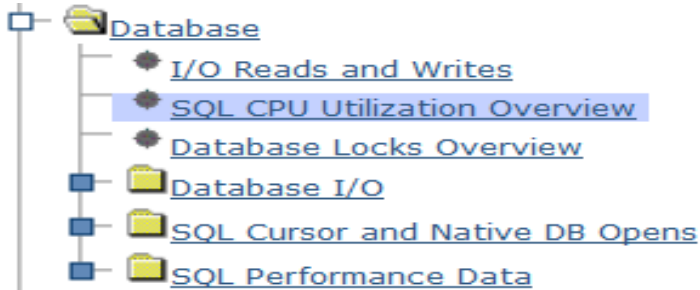 Database
I/O Reads and Writes
SQL CPU Utilization Overview
Database Locks Overview
Database I/O
SQL Cursor and Native DB Opens
SQL Performance Data